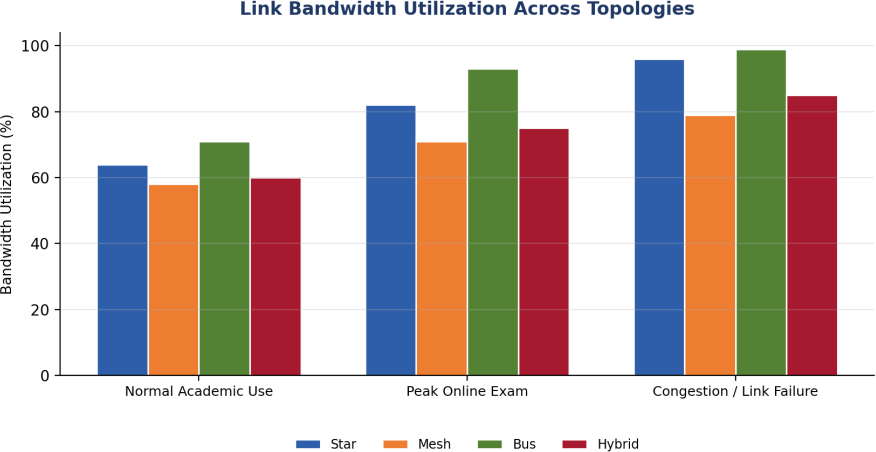 Link Bandwidth Utilization Across Topologies
Bandwidth Utilization (%)
100
80
60
40
20
0
Normal Academic Use
Peak Online Exam
Congestion / Link Failure
Star
Mesh
Bus
Hybrid